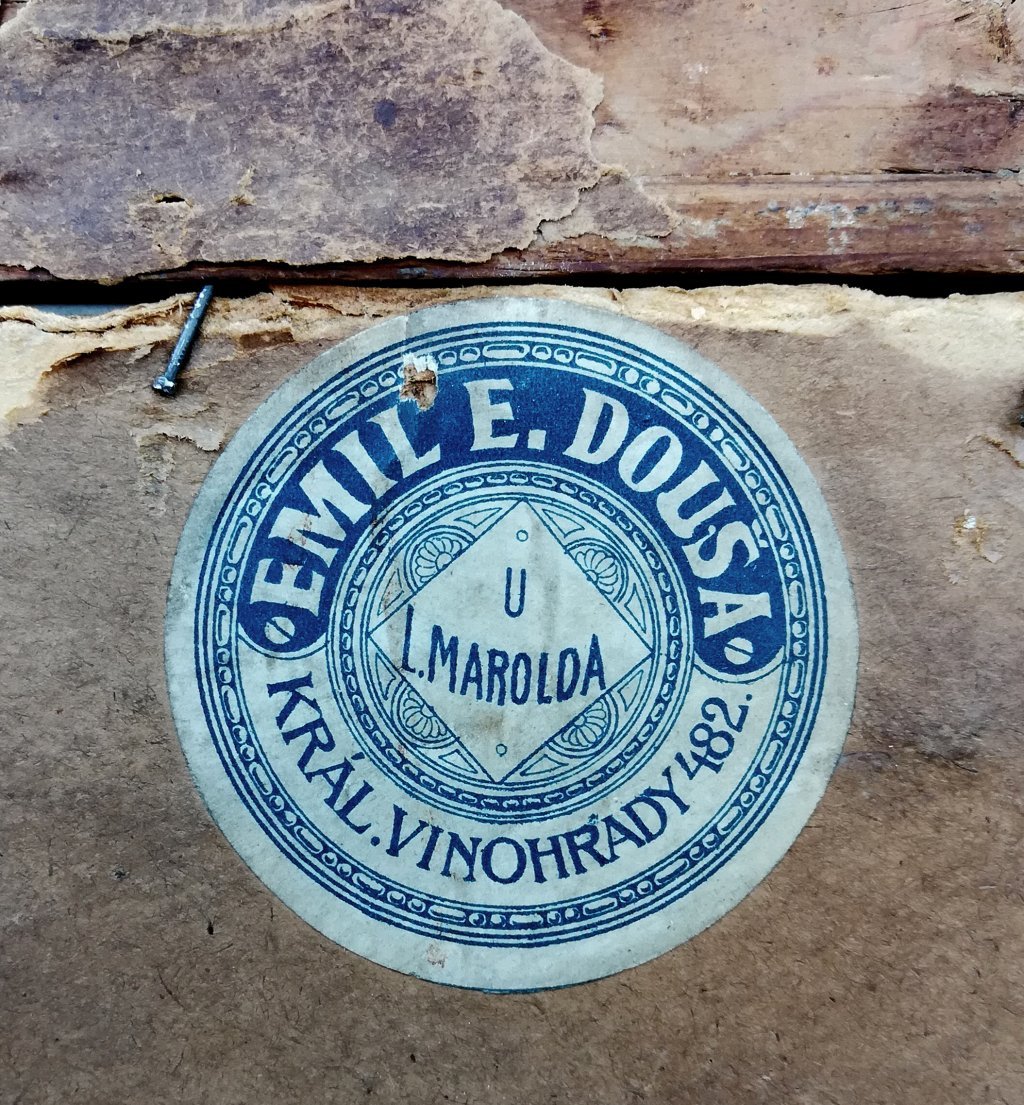 EMIL E. DOUŠA
U
L. MAROLDA
KRÁL. VINOHRADY 482.